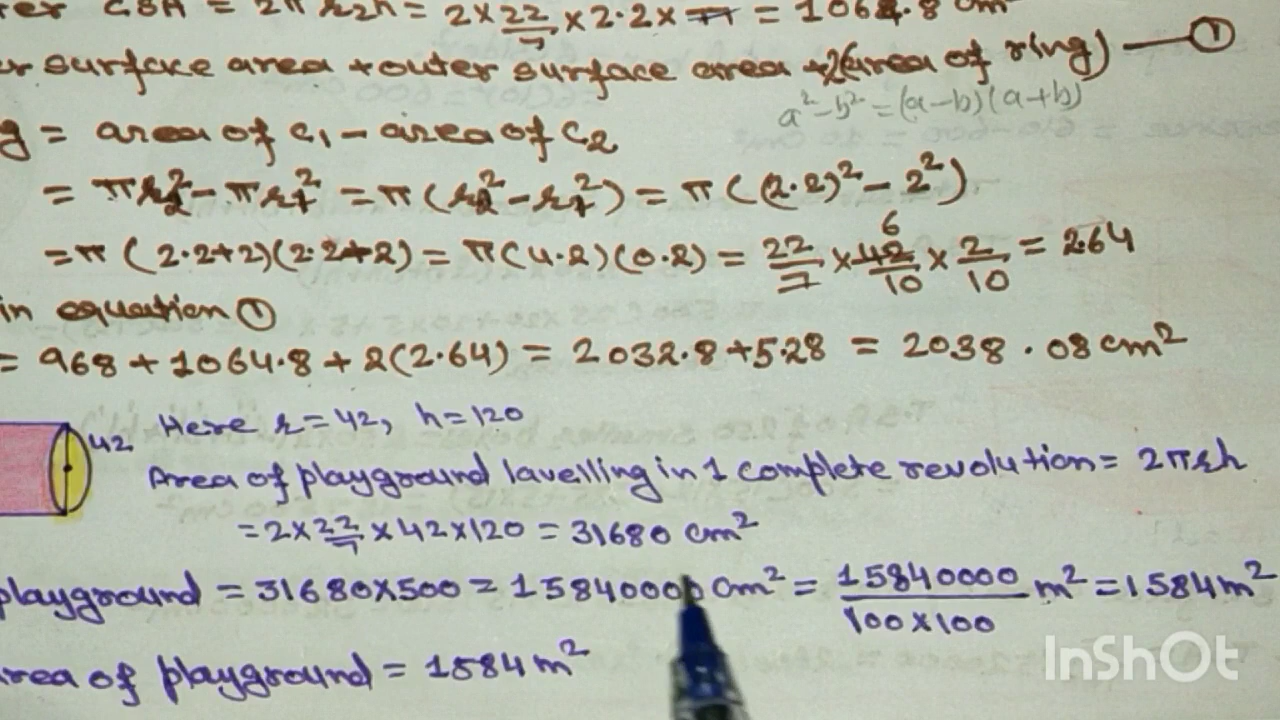 CSA = 2πr₂h = 2×22/7×2.2×77 = 1064.8 cm
er surface area + outer surface area + 2(area of ring) — ①
a²-b² = (a-b)(a+b)
g = area of c₁ - area of c₂
= πr₂² - πr₁² = π(r₂² - r₁²) = π((2.2)² - 2²)
= π(2.2+2)(2.2-2) = π(4.2)(0.2) = 22/7 × 42/10 × 2/10 = 2.64
6
in equation ①
= 968 + 1064.8 + 2(2.64) = 2032.8 + 5.28 = 2038.08 cm²
42 Here r = 42, h = 120
Area of playground lavelling in 1 complete revolution = 2πrh
= 2×22/7×42×120 = 31680 cm²
playground = 31680×500 = 15840000 cm² = 15840000/100×100 m² = 1584 m²
area of playground = 1584 m²
InShOt